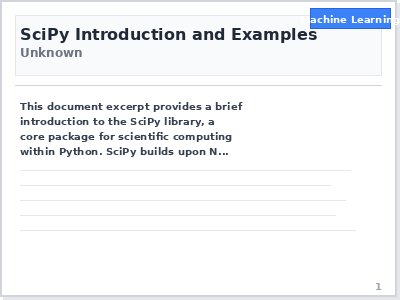 Machine Learning
SciPy Introduction and Examples
Unknown
This document excerpt provides a brief
introduction to the SciPy library, a
core package for scientific computing
within Python. SciPy builds upon N...
1